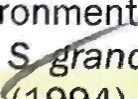 ronment
S. grand
(1994)